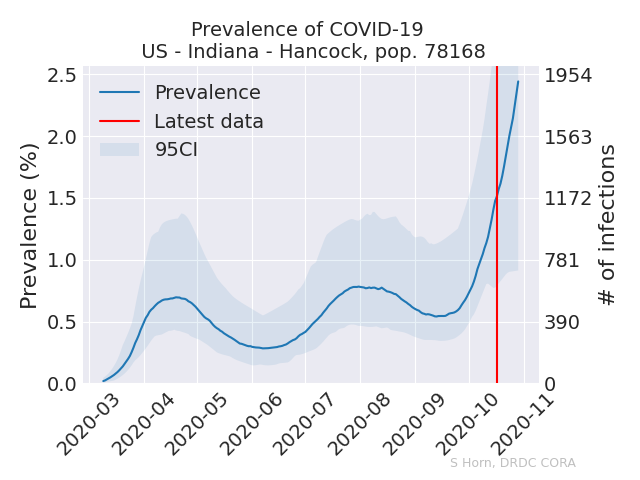 Prevalence of COVID-19
US - Indiana - Hancock, pop. 78168
Prevalence (%)
2.5
2.0
1.5
1.0
0.5
0.0
Prevalence
Latest data
95CI
1954
1563
1172
781
390
0
# of infections
2020-03
2020-04
2020-05
2020-06
2020-07
2020-08
2020-09
2020-10
2020-11
S Horn, DRDC CORA